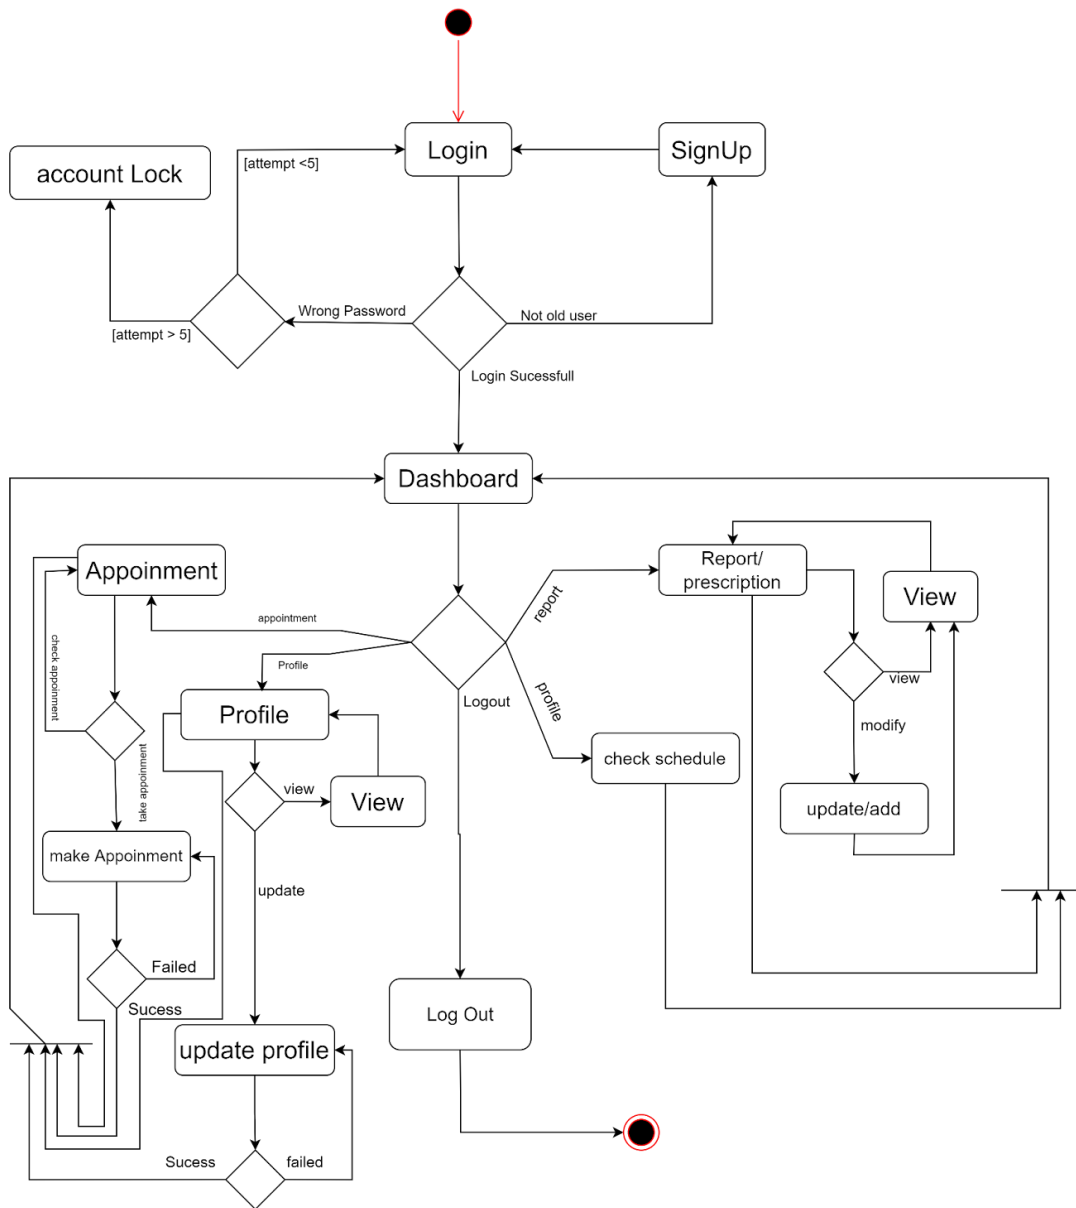 Login
SignUp
account Lock
[attempt <5]
Wrong Password
Not old user
[attempt > 5]
Login Sucessfull
Dashboard
Appoinment
Report/
prescription
View
report
appointment
check appoinment
Profile
view
Logout
profile
Profile
modify
check schedule
take appoinment
view
View
update/add
make Appoinment
update
Failed
Sucess
Log Out
update profile
Sucess
failed